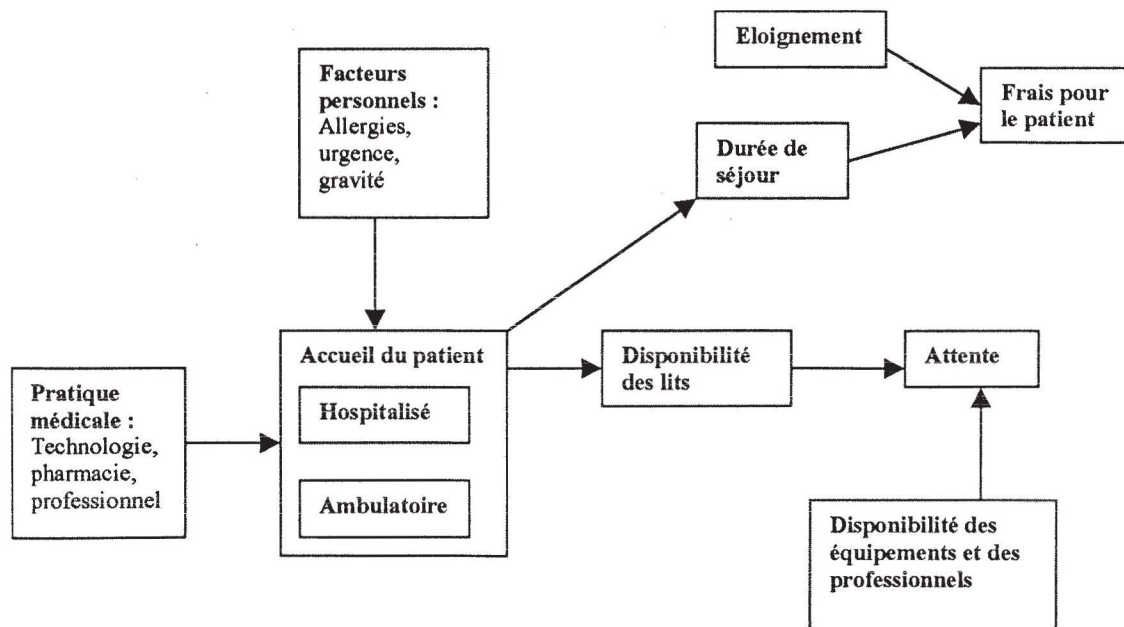 Eloignement
Facteurs
personnels :
Allergies,
urgence,
gravité
Frais pour
le patient
Durée de
séjour
Accueil du patient
Hospitalisé
Ambulatoire
Disponibilité
des lits
Attente
Pratique
médicale :
Technologie,
pharmacie,
professionnel
Disponibilité des
équipements et des
professionnels